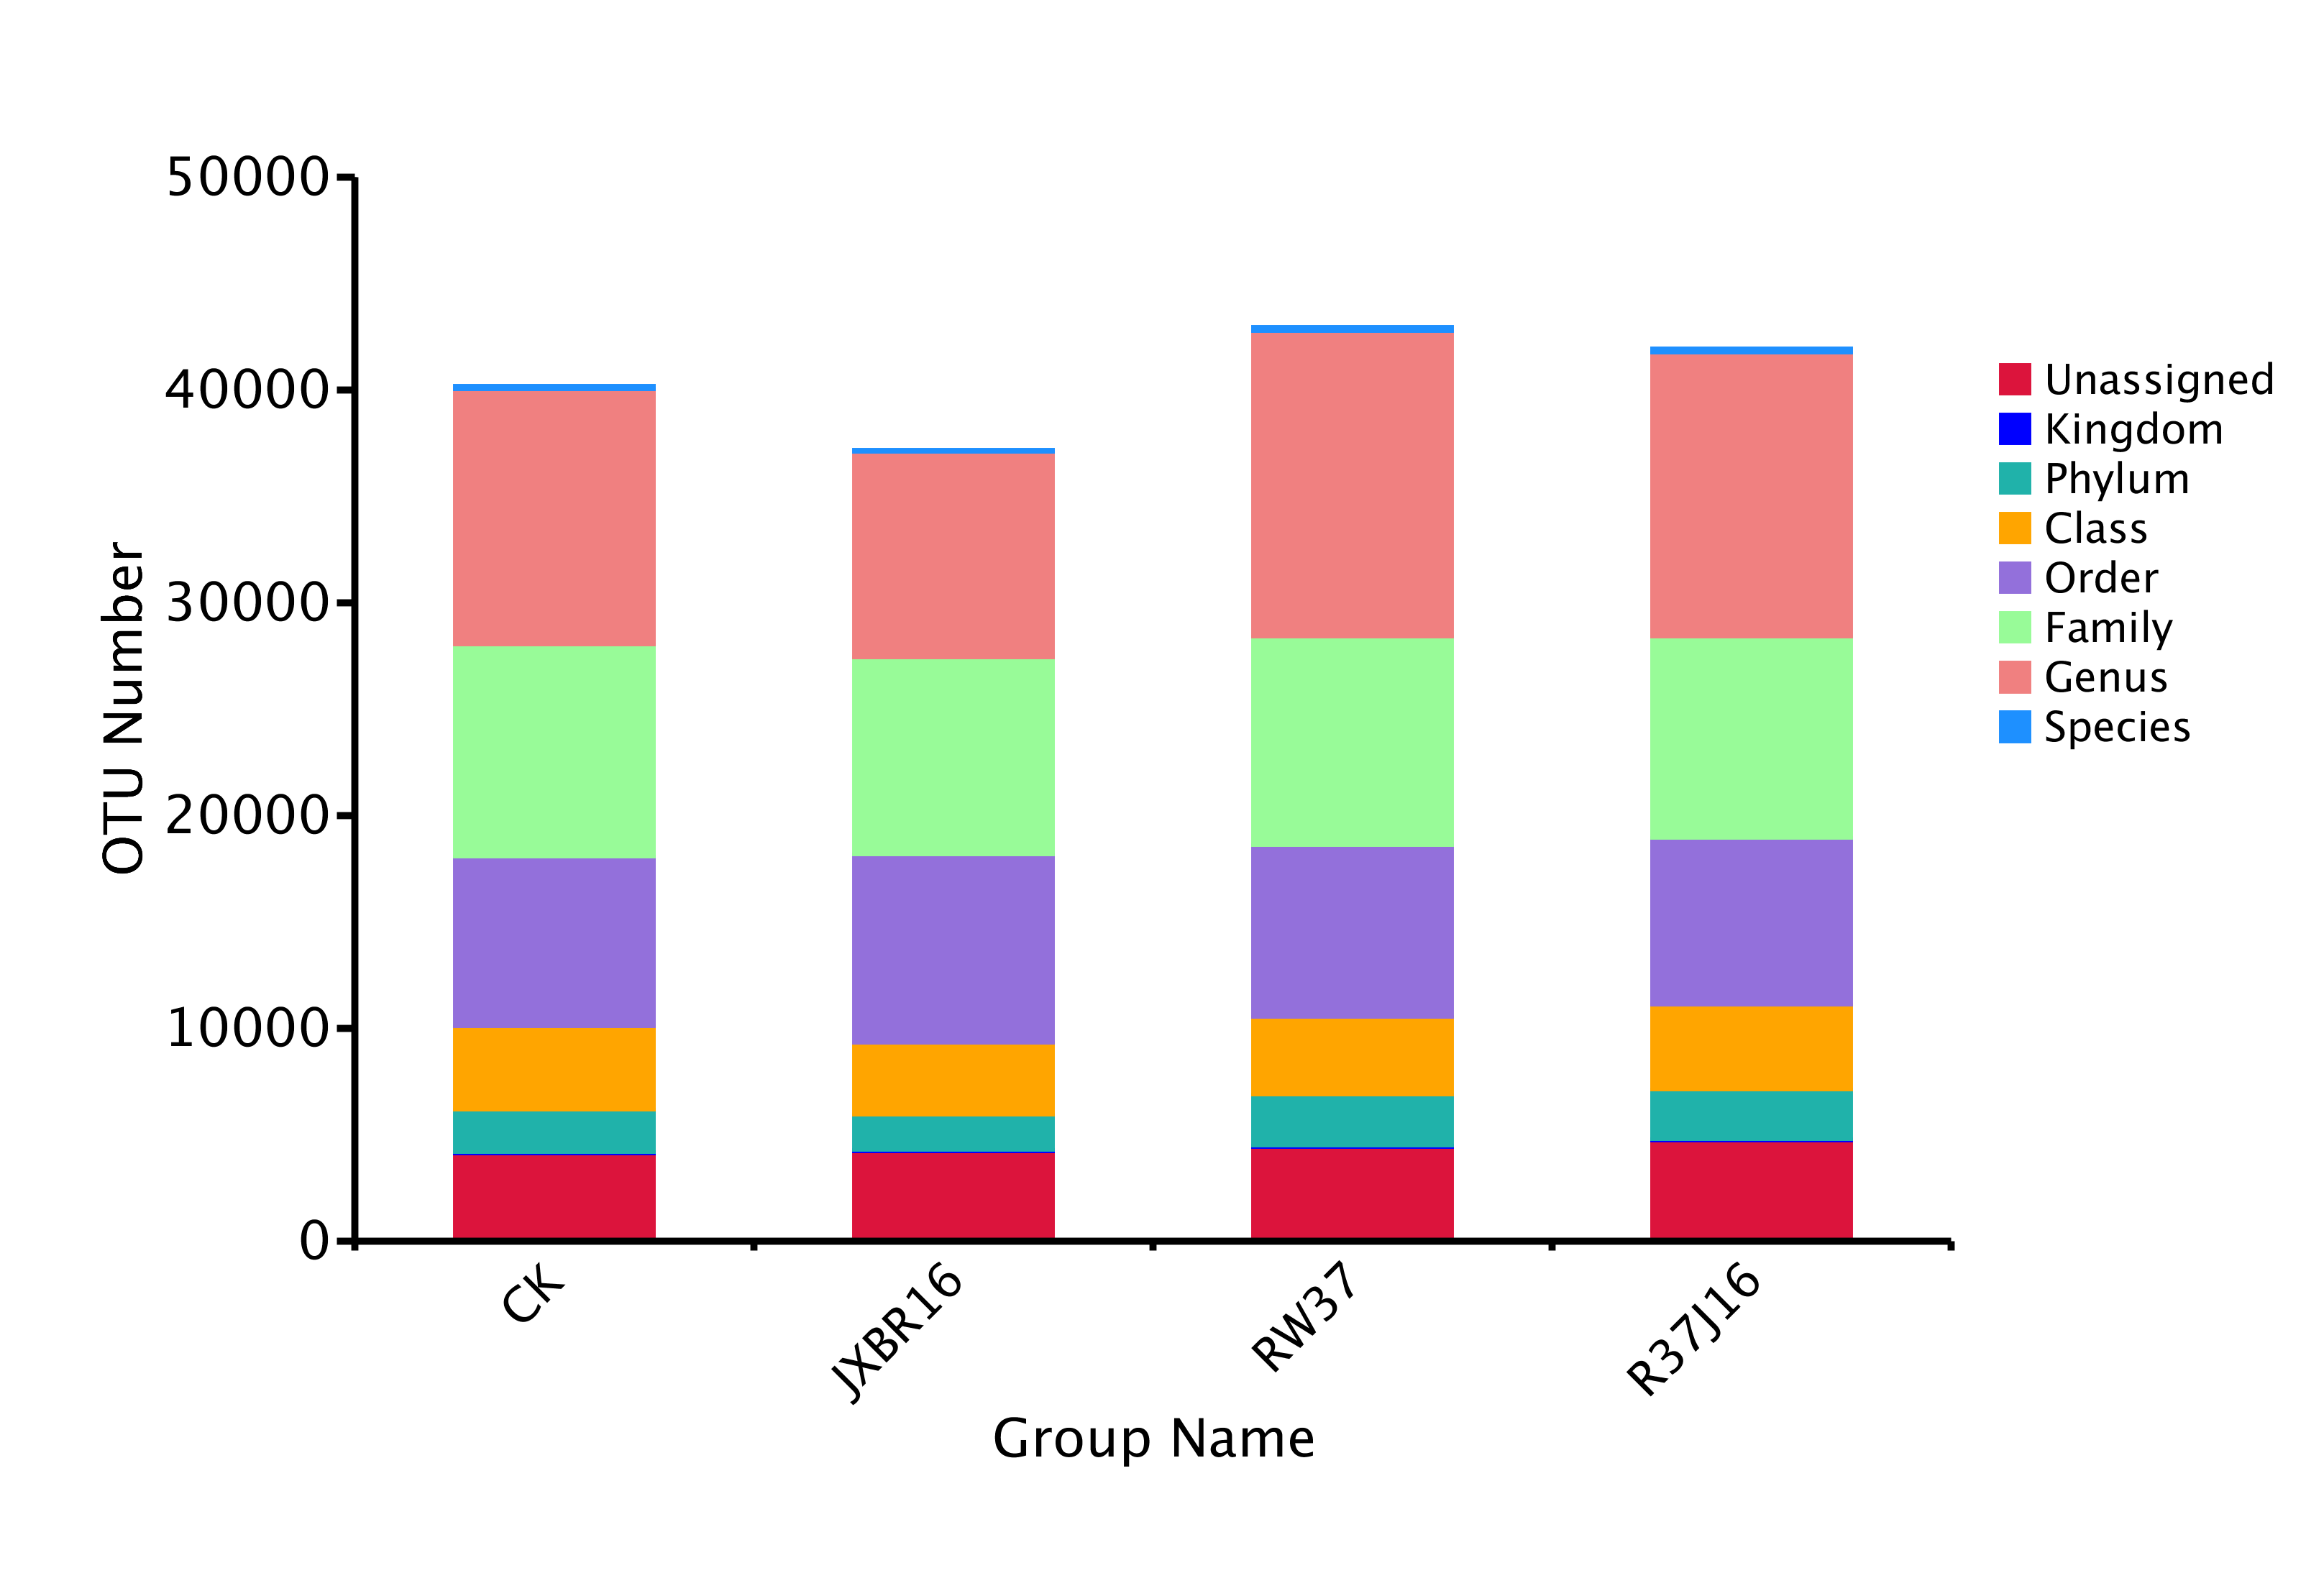 50000
40000
30000
20000
10000
0
OTU Number
CK
JXBR16
RW37
R37J16
Group Name
Unassigned
Kingdom
Phylum
Class
Order
Family
Genus
Species